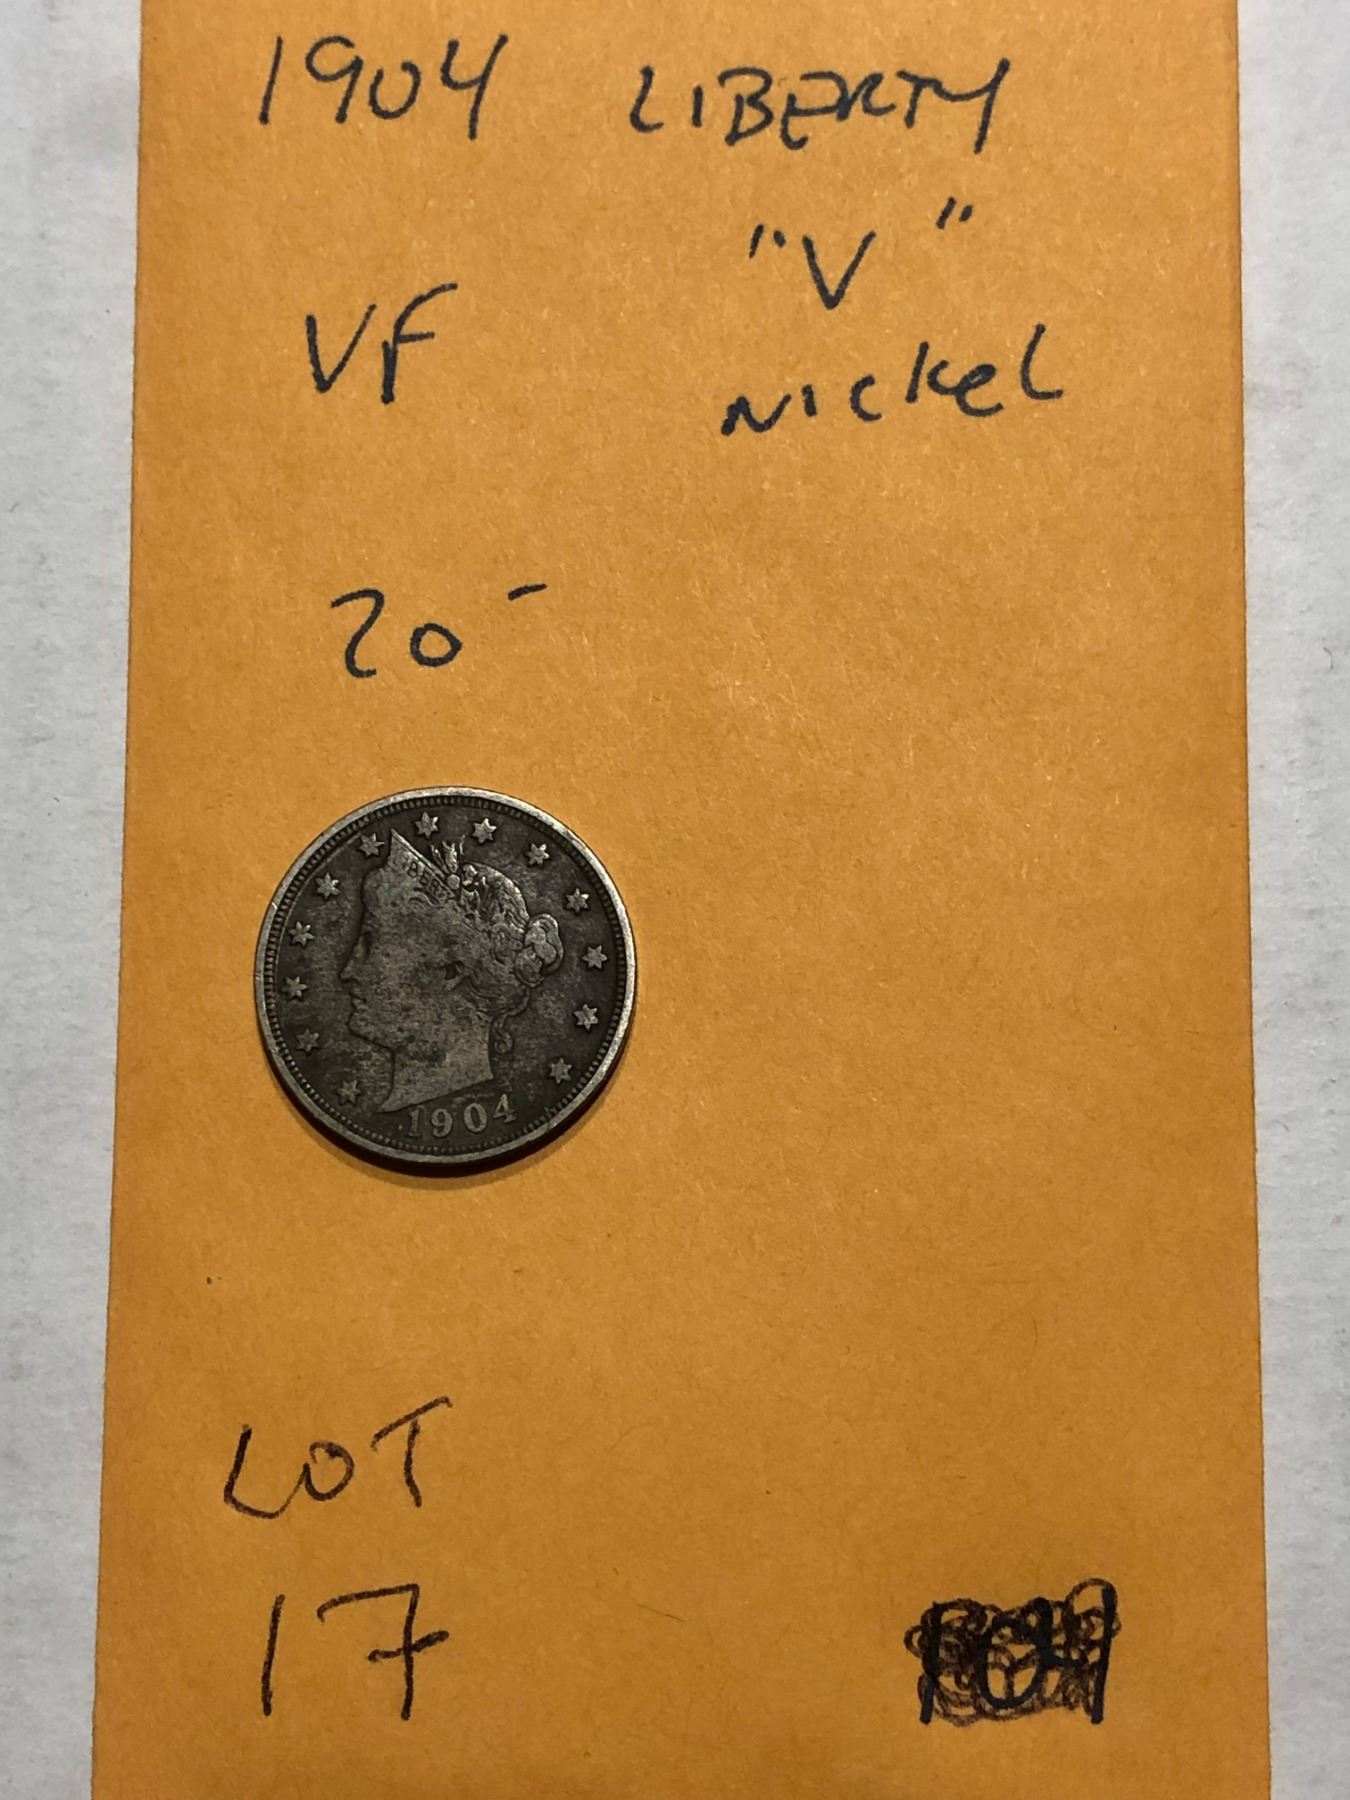 1904 LIBERTY
"V"
VF
Nickel
20-
LIBERTY
1904
LOT
17